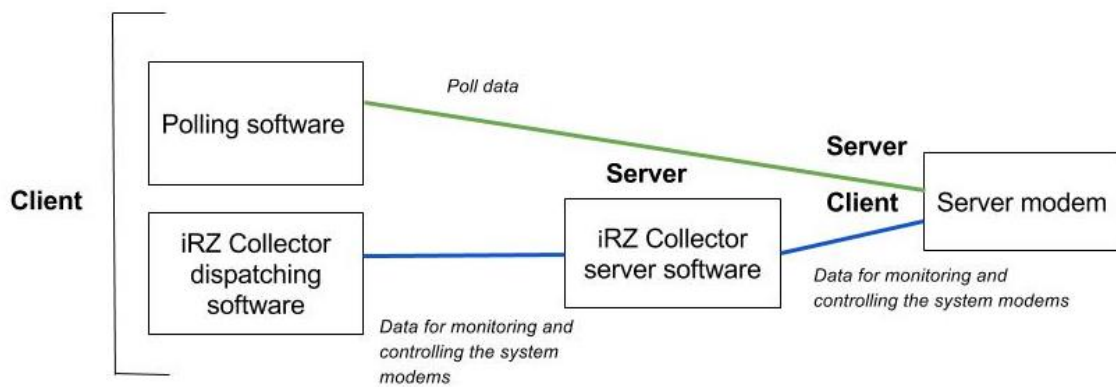 Poll data
Polling software
Server
Server
Client
Client
Server modem
iRZ Collector
dispatching
software
iRZ Collector
server software
Data for monitoring and
controlling the system modems
Data for monitoring and
controlling the system
modems